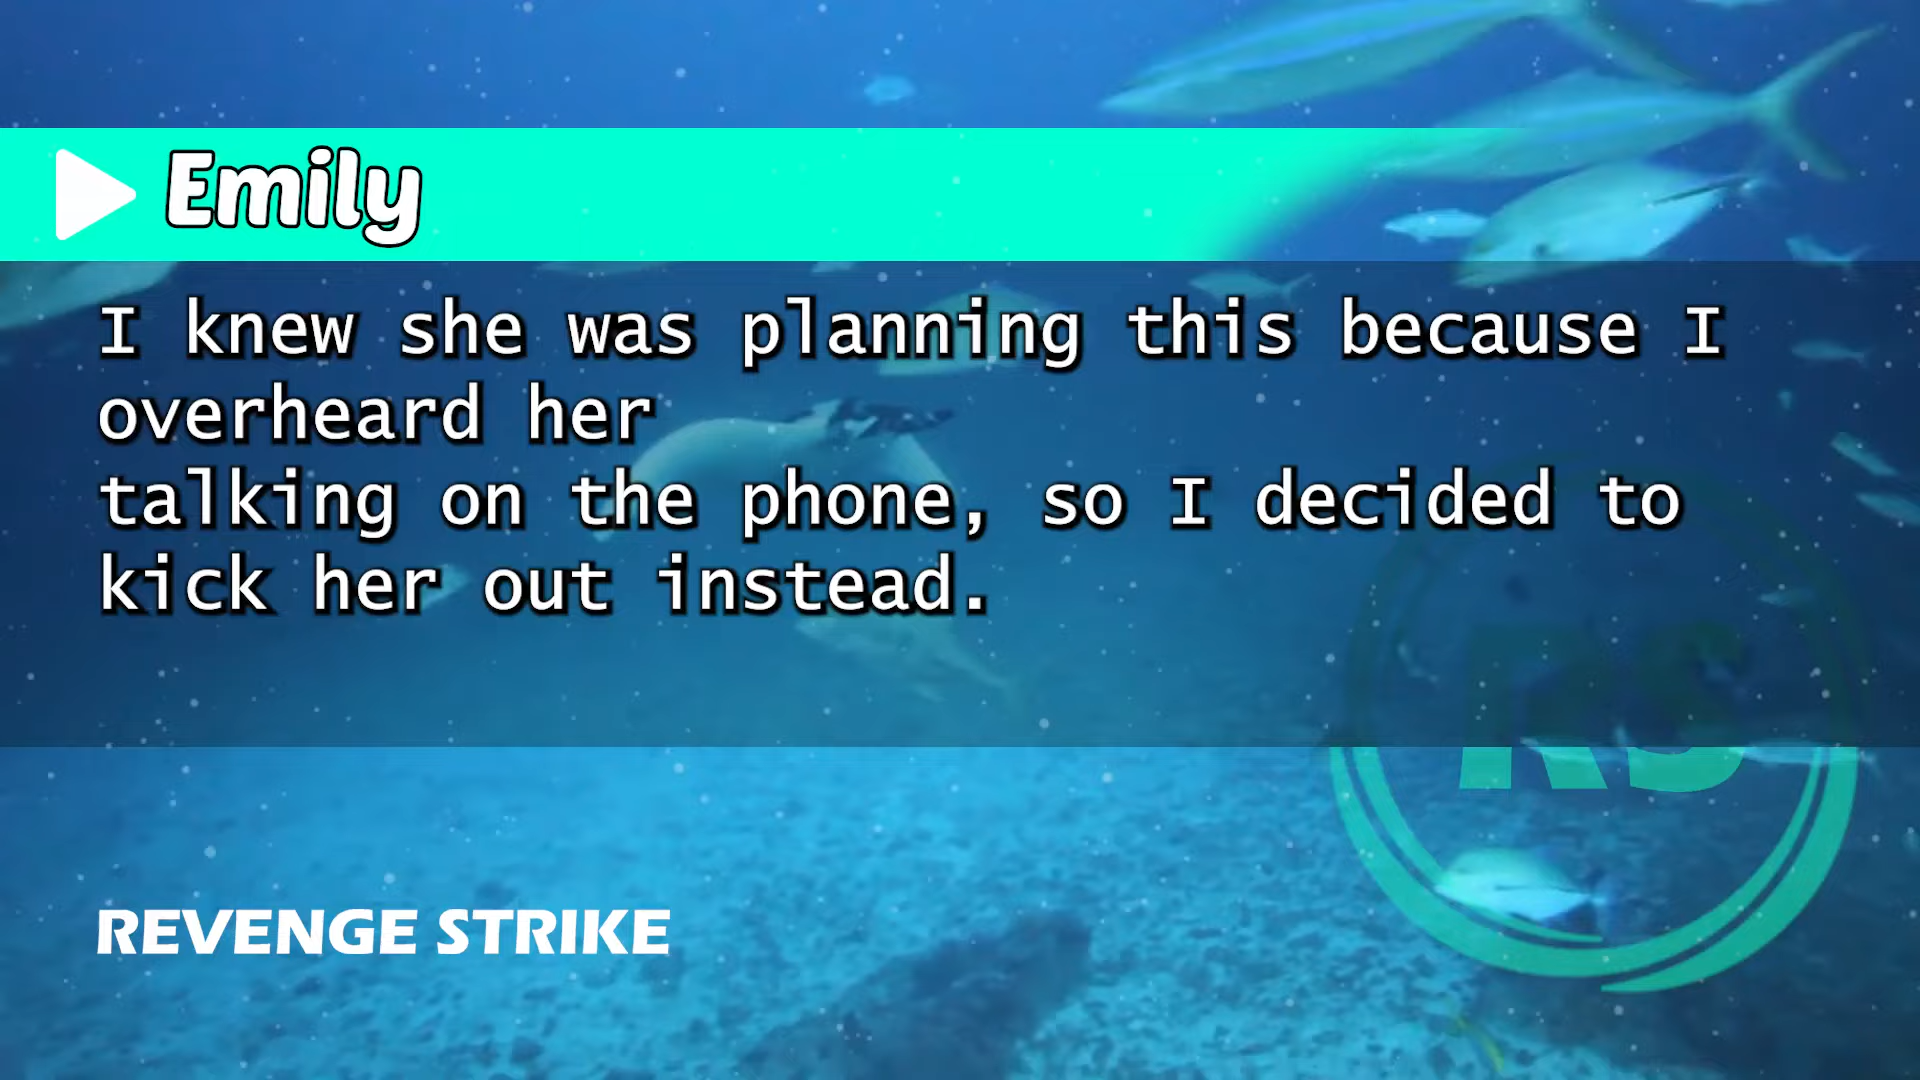 Emily
I knew she was planning this because I
overheard her
talking on the phone, so I decided to
kick her out instead.
RS
REVENGE STRIKE